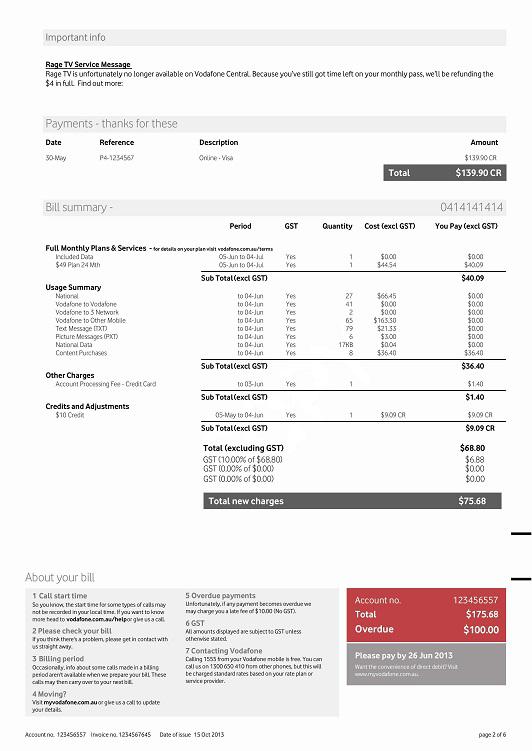 Important info
Rage TV Service Message
Rage TV is unfortunately no longer available on Vodafone Central. Because you've still got time left on your monthly pass, we'll be refunding the
$4 in full. Find out more:
Payments - thanks for these
Date Reference Description Amount
30-May P4-1234567 Online - Visa $139.90 CR
Total $139.90 CR
Bill summary - 0414141414
Period GST Quantity Cost (excl GST) You Pay (excl GST)
Full Monthly Plans & Services - for details on your plan visit vodafone.com.au/terms
Included Data 05-Jun to 04-Jul Yes 1 $0.00 $0.00
$49 Plan 24 Mth 05-Jun to 04-Jul Yes 1 $44.54 $40.09
Sub Total(excl GST) $40.09
Usage Summary
National to 04-Jun Yes 27 $66.45 $0.00
Vodafone to Vodafone to 04-Jun Yes 41 $0.00 $0.00
Vodafone to 3 Network to 04-Jun Yes 2 $0.00 $0.00
Vodafone to Other Mobile to 04-Jun Yes 65 $163.30 $0.00
Text Message (TXT) to 04-Jun Yes 79 $21.33 $0.00
Picture Messages (PXT) to 04-Jun Yes 6 $3.00 $0.00
National Data to 04-Jun Yes 17KB $0.04 $0.00
Content Purchases to 04-Jun Yes 8 $36.40 $36.40
Sub Total(excl GST) $36.40
Other Charges
Account Processing Fee - Credit Card to 03-Jun Yes 1 $1.40
Sub Total(excl GST) $1.40
Credits and Adjustments
$10 Credit 05-May to 04-Jun Yes 1 $9.09 CR $9.09 CR
Sub Total(excl GST) $9.09 CR
Total (excluding GST) $68.80
GST (10.00% of $68.80) $6.88
GST (0.00% of $0.00) $0.00
GST (0.00% of $0.00) $0.00
Total new charges $75.68
About your bill
1 Call start time
So you know, the start time for some types of calls may
not be recorded in your local time. If you want to know
more head to vodafone.com.au/help or give us a call.
2 Please check your bill
If you think there's a problem, please get in contact with
us straight away.
3 Billing period
Occasionally, info about some calls made in a billing
period aren't available when we prepare your bill. These
calls may then carry over to your next bill.
4 Moving?
Visit myvodafone.com.au or give us a call to update
your details.
5 Overdue payments
Unfortunately, if any payment becomes overdue we
may charge you a late fee of $10.00 (No GST).
6 GST
All amounts displayed are subject to GST unless
otherwise stated.
7 Contacting Vodafone
Calling 1555 from your Vodafone mobile is free. You can
call us on 1300 650 410 from other phones, but this will
be charged standard rates based on your rate plan or
service provider.
Account no. 123456557
Total $175.68
Overdue $100.00
Please pay by 26 Jun 2013
Want the convenience of direct debit? Visit
www.myvodafone.com.au.
Account no. 123456557 Invoice no. 1234567645 Date of issue 15 Oct 2013 page 2 of 6